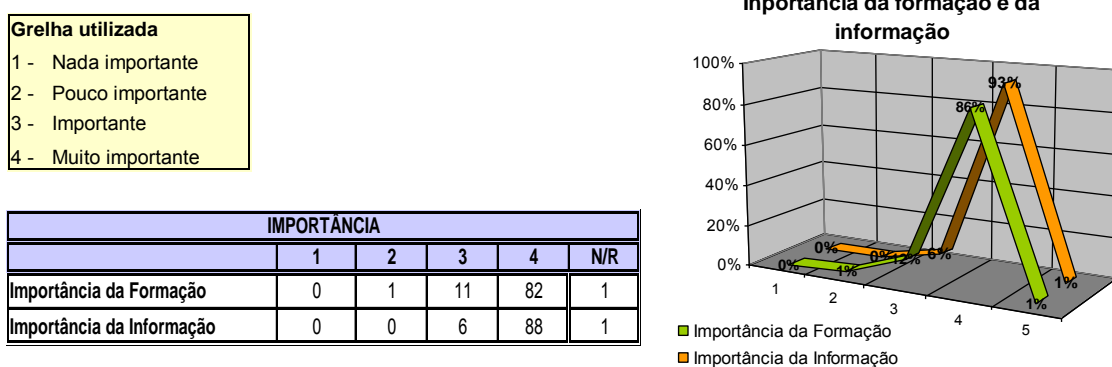 Grelha utilizada
1 - Nada importante
2 - Pouco importante
3 - Importante
4 - Muito importante
IMPORTÂNCIA
1 2 3 4 N/R
Importância da Formação 0 1 11 82 1
Importância da Informação 0 0 6 88 1
Inportância da formação e da
informação
100%
80%
60%
40%
20%
0%
93%
86%
0% 0% 12% 6%
0% 1% 1% 1%
1 2 3 4 5
Importância da Formação
Importância da Informação